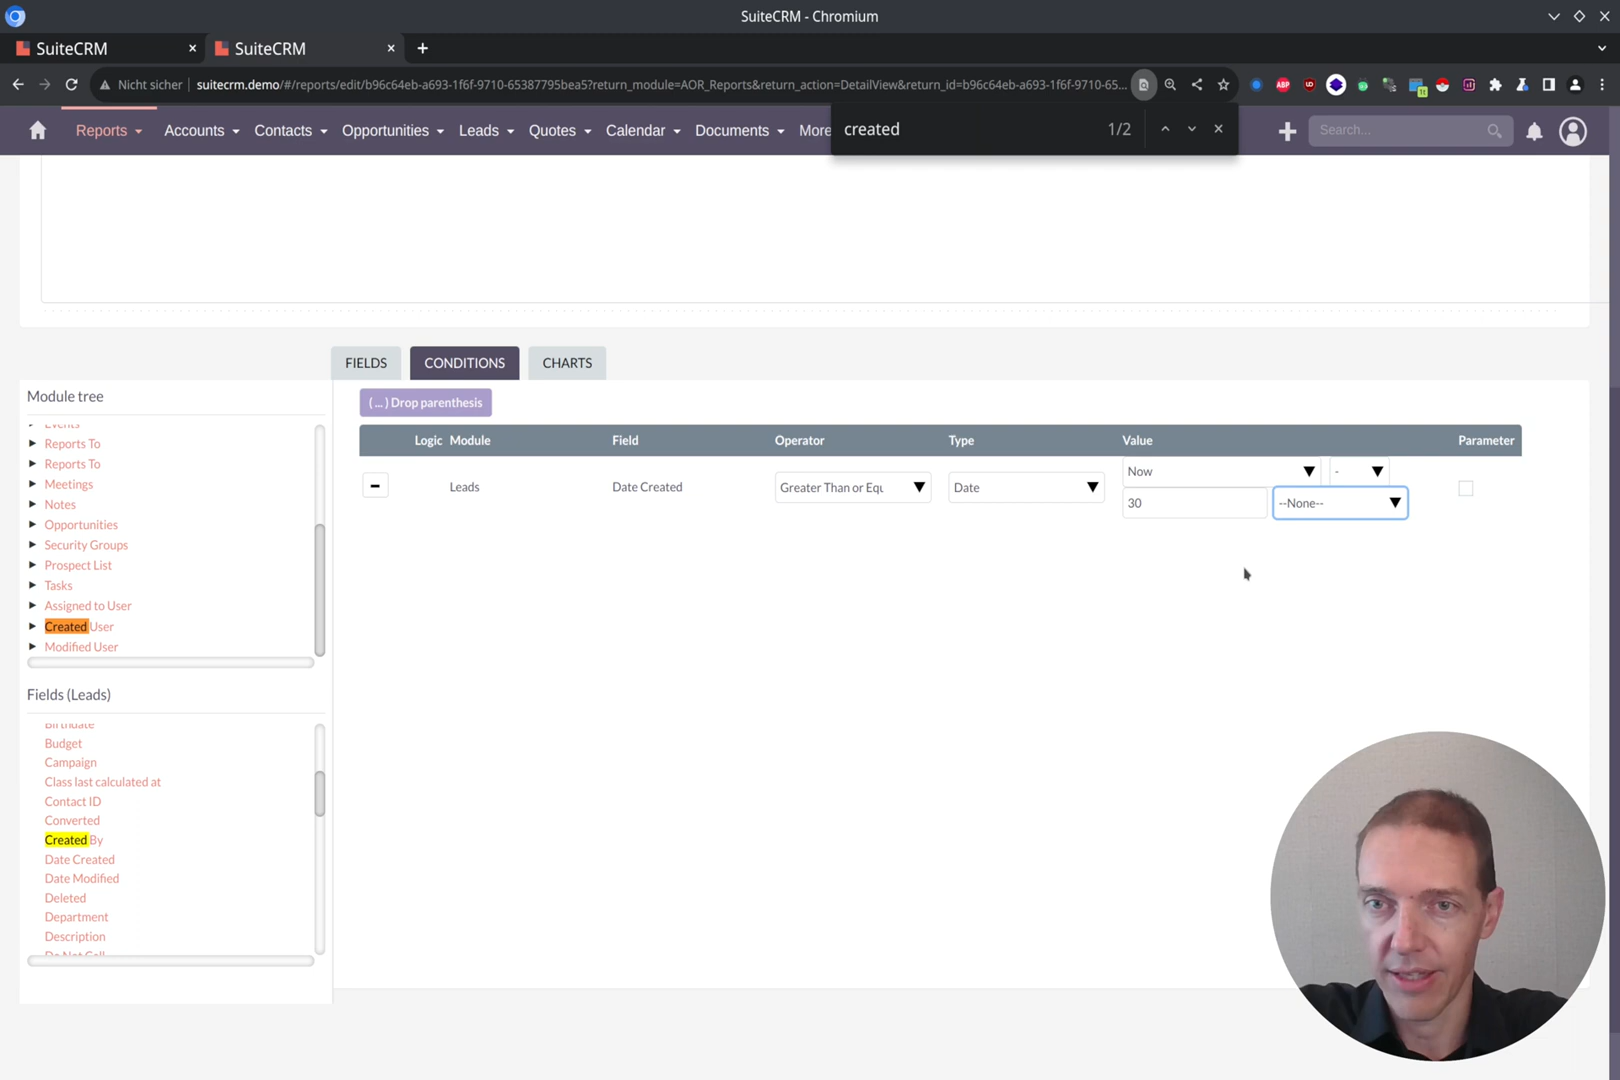 SuiteCRM - Chromium
SuiteCRM
SuiteCRM
Nicht sicher
suitecrm.demo/#/reports/edit/b96c64eb-a693-1f6f-9710-65387795bea5?return_module=AOR_Reports&return_action=DetailView&return_id=b96c64eb-a693-1f6f-9710-65...
Reports
Accounts
Contacts
Opportunities
Leads
Quotes
Calendar
Documents
More
created
1/2
Search...
FIELDS
CONDITIONS
CHARTS
Module tree
Events
Reports To
Reports To
Meetings
Notes
Opportunities
Security Groups
Prospect List
Tasks
Assigned to User
Created User
Modified User
Fields (Leads)
Birthdate
Budget
Campaign
Class last calculated at
Contact ID
Converted
Created By
Date Created
Date Modified
Deleted
Department
Description
Do Not Call
(...) Drop parenthesis
Logic Module Field Operator Type Value Parameter
Leads Date Created Greater Than or Equ Date
Now -
30 --None--